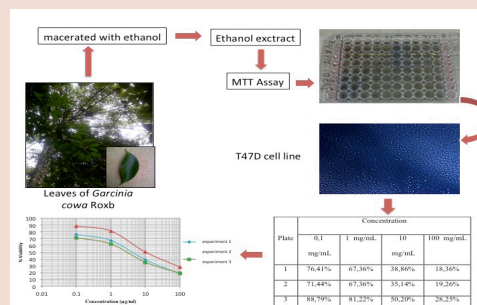 macerated with ethanol
Ethanol exctract
MTT Assay
T47D cell line
Leaves of Garcinia
cowa Roxb
Concentration
Plate
0,1 mg/mL
1 mg/mL
10 mg/mL
100 mg/mL
1 76,41% 67,36% 38,86% 18,36%
2 71,44% 67,36% 35,14% 19,26%
3 88,79% 81,22% 50,20% 28,25%
%Viability
100
90
80
70
60
50
40
30
20
10
0
0.01 0.1 1 10 100
Concentration (µg/ml)
experiment 1
experiment 2
experiment 3